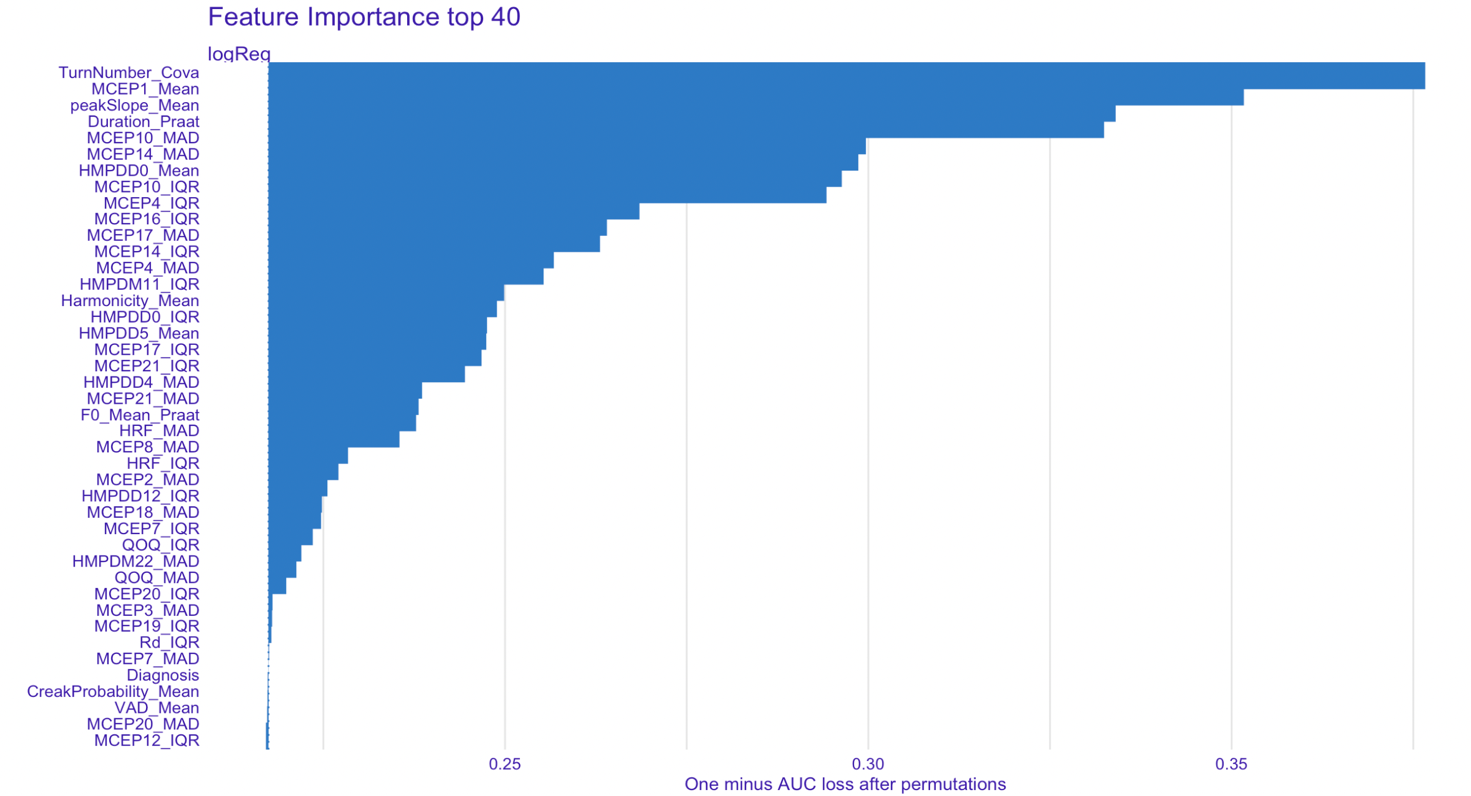 Feature Importance top 40
logReg
TurnNumber_Cova
MCEP1_Mean
peakSlope_Mean
Duration_Praat
MCEP10_MAD
MCEP14_MAD
HMPDD0_Mean
MCEP10_IQR
MCEP4_IQR
MCEP16_IQR
MCEP17_MAD
MCEP14_IQR
MCEP4_MAD
HMPDM11_IQR
Harmonicity_Mean
HMPDD0_IQR
HMPDD5_Mean
MCEP17_IQR
MCEP21_IQR
HMPDD4_MAD
MCEP21_MAD
F0_Mean_Praat
HRF_MAD
MCEP8_MAD
HRF_IQR
MCEP2_MAD
HMPDD12_IQR
MCEP18_MAD
MCEP7_IQR
QOQ_IQR
HMPDM22_MAD
QOQ_MAD
MCEP20_IQR
MCEP3_MAD
MCEP19_IQR
Rd_IQR
MCEP7_MAD
Diagnosis
CreakProbability_Mean
VAD_Mean
MCEP20_MAD
MCEP12_IQR
0.25 0.30 0.35
One minus AUC loss after permutations